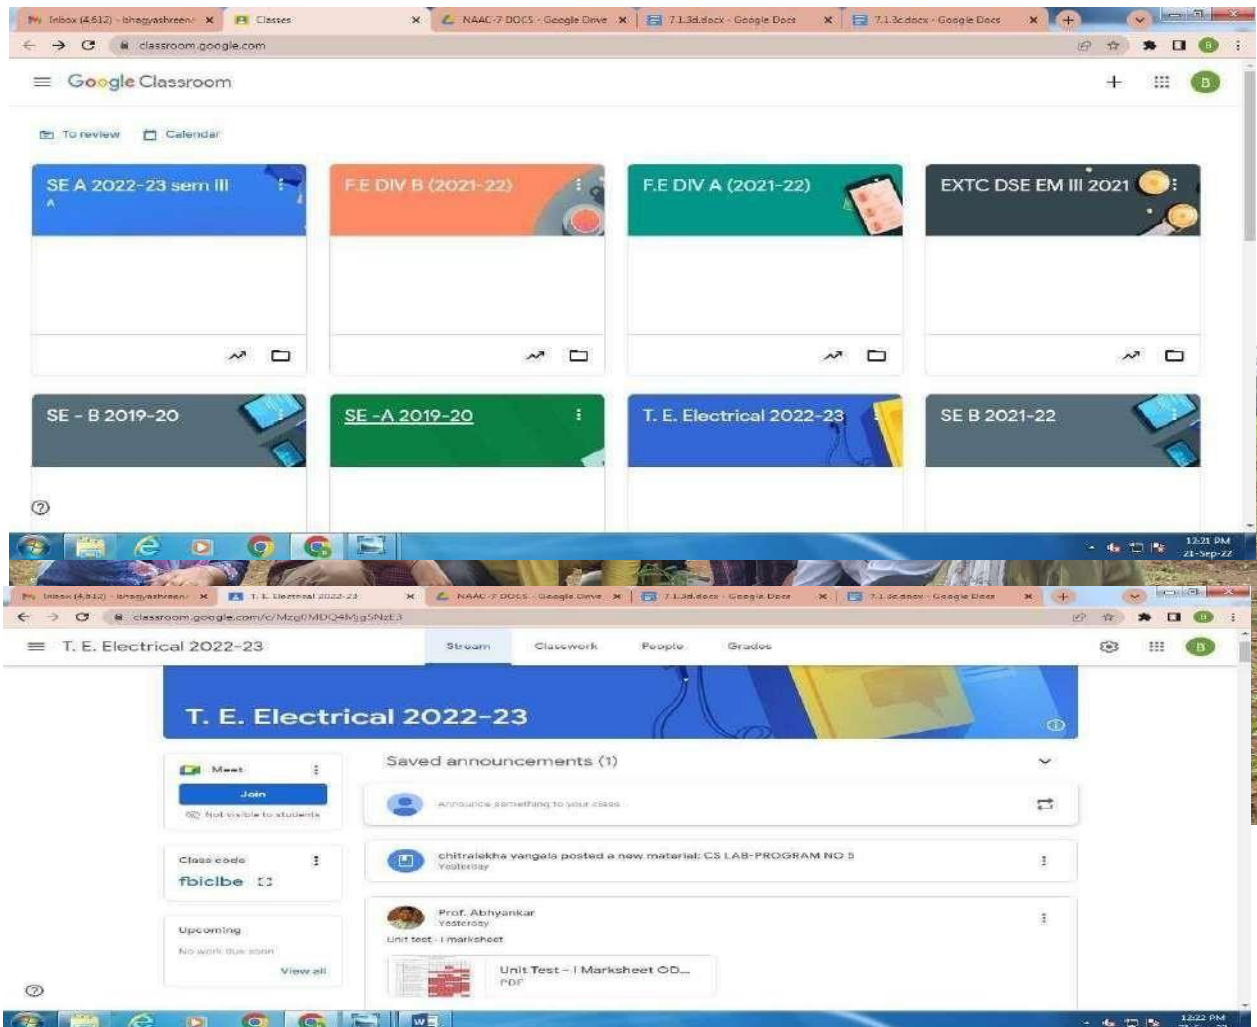 Inbox (4,612) - bhagyashreen
Classes
NAAC-7 DOCS - Google Drive
7.1.3d.docx - Google Docs
7.1.3c.docx - Google Docs
classroom.google.com
B
Google Classroom
B
To review
Calendar
SE A 2022-23 sem III
A
F.E DIV B (2021-22)
F.E DIV A (2021-22)
EXTC DSE EM III 2021
SE - B 2019-20
SE -A 2019-20
T. E. Electrical 2022-23
SE B 2021-22
12:21 PM
21-Sep-22
Inbox (4,612) - bhagyashreen
T. E. Electrical 2022-23
NAAC-7 DOCS - Google Drive
7.1.3d.docx - Google Docs
7.1.3c.docx - Google Docs
B
T. E. Electrical 2022-23
Stream
Classwork
People
Grades
B
T. E. Electrical 2022-23
Meet
Join
Not visible to students
Class code
fbiclbe
Upcoming
No work due soon
View all
Saved announcements (1)
Announce something to your class
chitralekha vangala posted a new material: CS LAB-PROGRAM NO 5
Yesterday
Prof. Abhyankar
Yesterday
Unit test - I marksheet
Unit Test - I Marksheet OD...
PDF
12:22 PM